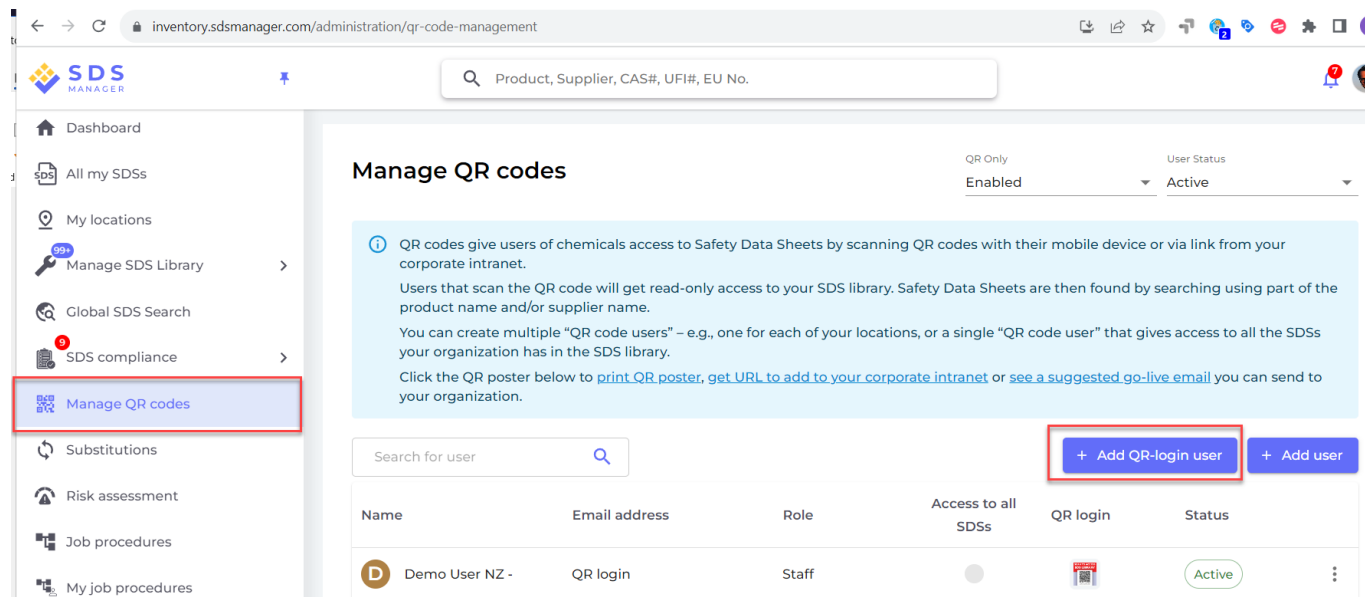 inventory.sdsmanager.com/administration/qr-code-management
2
SDS
MANAGER
Product, Supplier, CAS#, UFI#, EU No.
7
Dashboard
SDS
All my SDSs
My locations
99+
Manage SDS Library
Global SDS Search
9
SDS compliance
Manage QR codes
Substitutions
Risk assessment
Job procedures
My job procedures
Manage QR codes
QR Only
Enabled
User Status
Active
QR codes give users of chemicals access to Safety Data Sheets by scanning QR codes with their mobile device or via link from your
corporate intranet.
Users that scan the QR code will get read-only access to your SDS library. Safety Data Sheets are then found by searching using part of the
product name and/or supplier name.
You can create multiple “QR code users” – e.g., one for each of your locations, or a single “QR code user” that gives access to all the SDSs
your organization has in the SDS library.
Click the QR poster below to print QR poster, get URL to add to your corporate intranet or see a suggested go-live email you can send to
your organization.
Search for user
+ Add QR-login user
+ Add user
Name Email address Role Access to all
SDSs
QR login Status
D Demo User NZ - QR login Staff Active